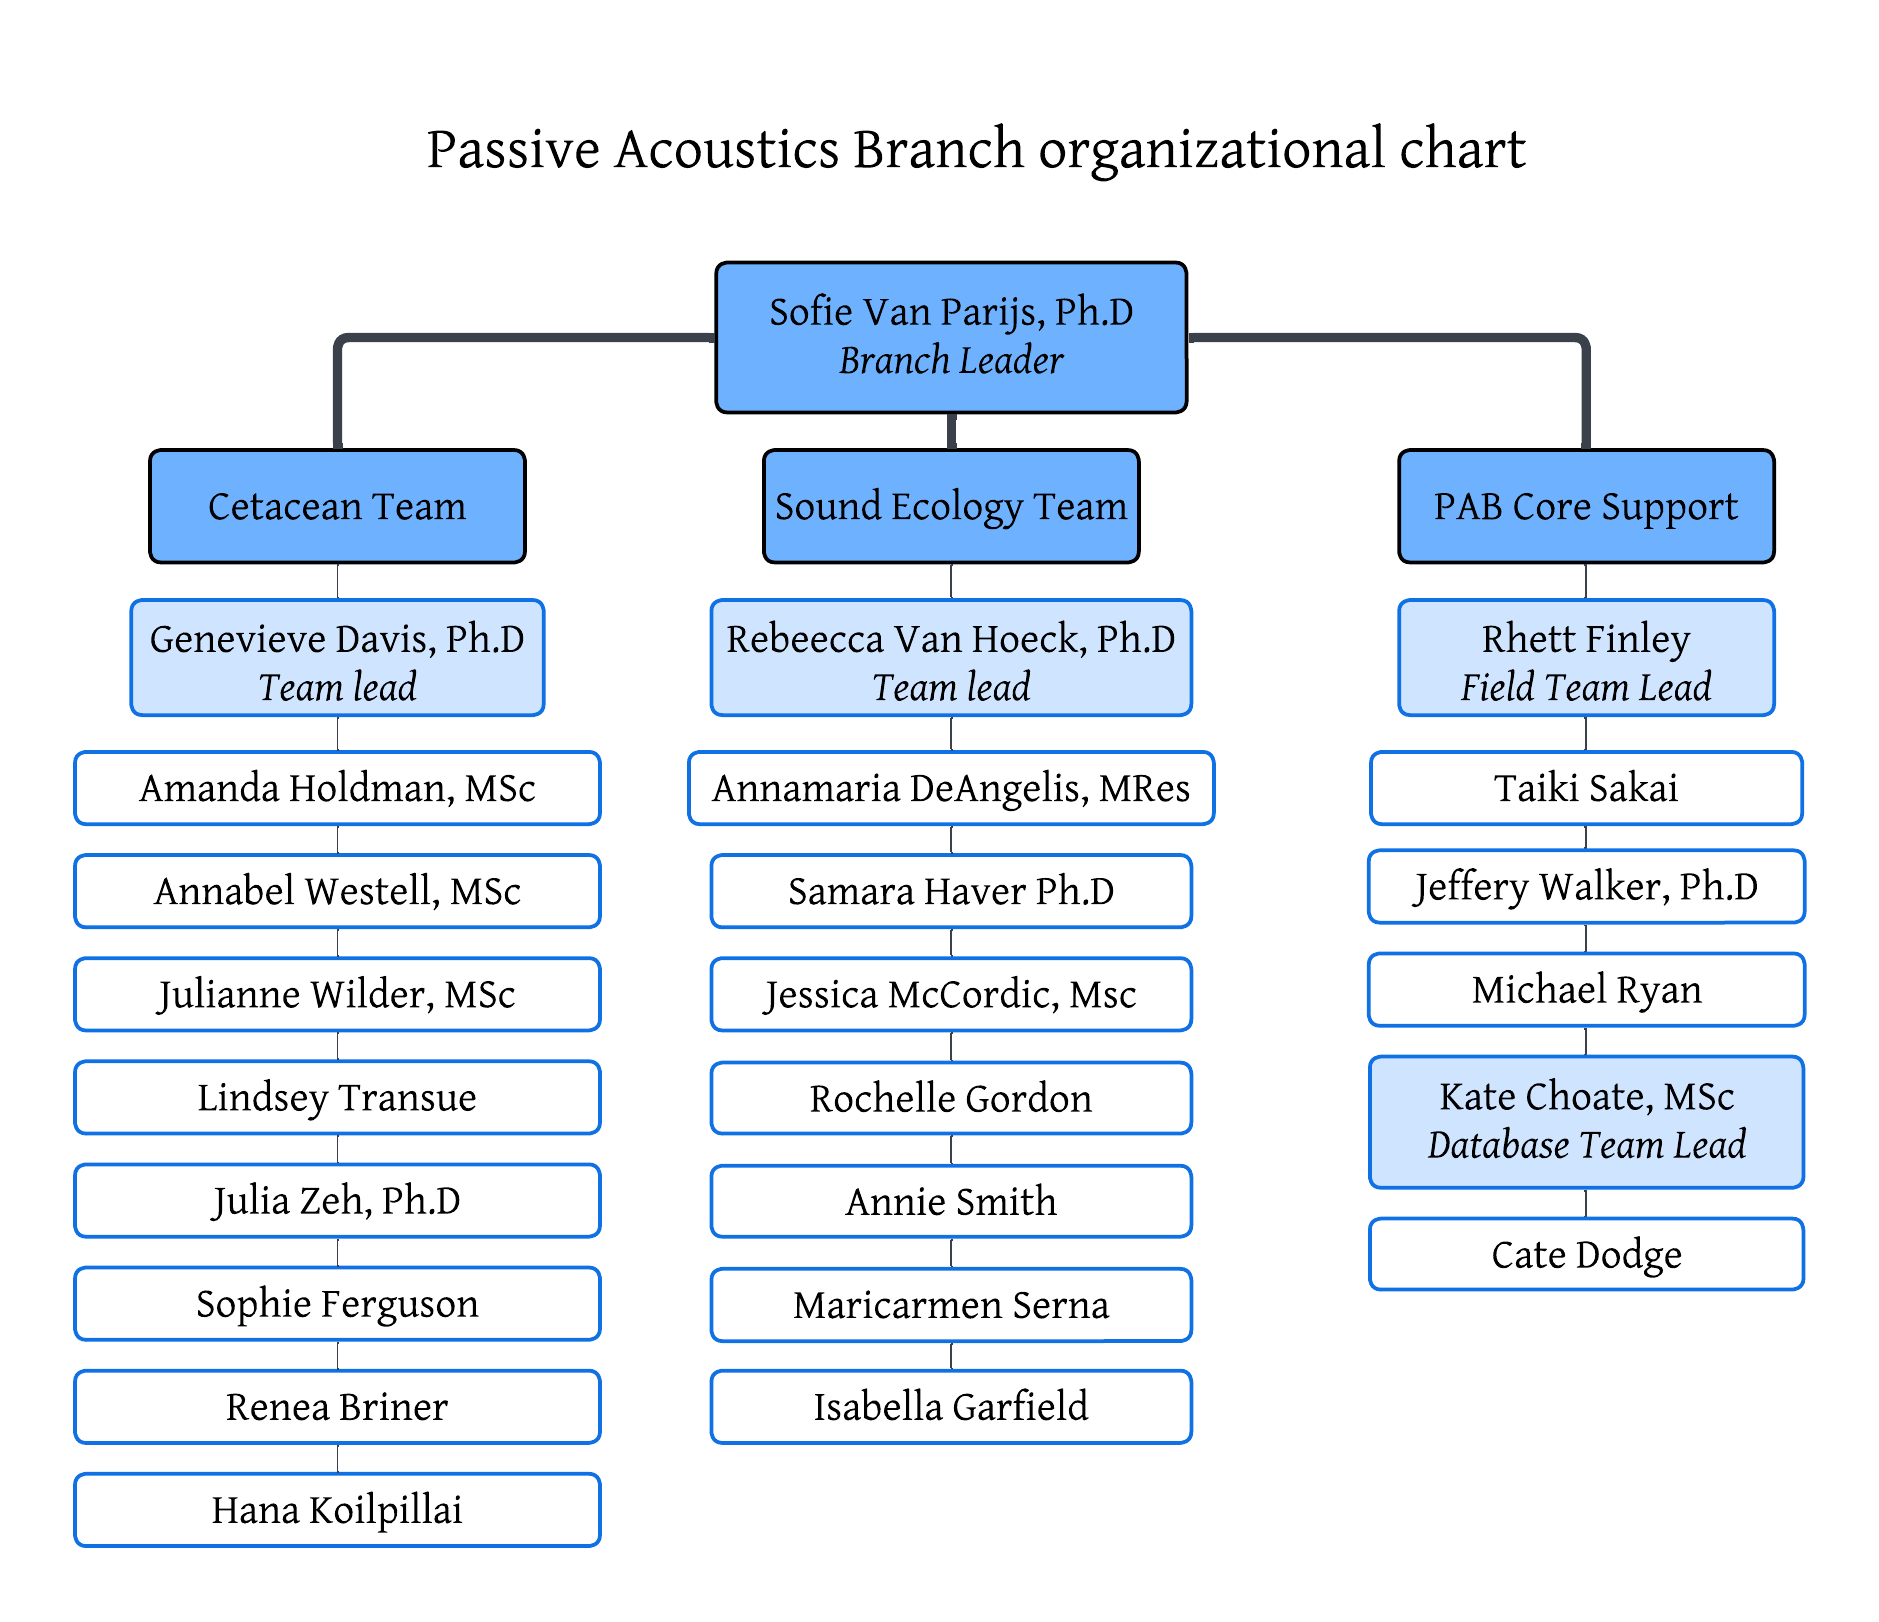 Passive Acoustics Branch organizational chart
Sofie Van Parijs, Ph.D
Branch Leader
Cetacean Team
Genevieve Davis, Ph.D
Team lead
Amanda Holdman, MSc
Annabel Westell, MSc
Julianne Wilder, MSc
Lindsey Transue
Julia Zeh, Ph.D
Sophie Ferguson
Renea Briner
Hana Koilpillai
Sound Ecology Team
Rebeecca Van Hoeck, Ph.D
Team lead
Annamaria DeAngelis, MRes
Samara Haver Ph.D
Jessica McCordic, Msc
Rochelle Gordon
Annie Smith
Maricarmen Serna
Isabella Garfield
PAB Core Support
Rhett Finley
Field Team Lead
Taiki Sakai
Jeffery Walker, Ph.D
Michael Ryan
Kate Choate, MSc
Database Team Lead
Cate Dodge